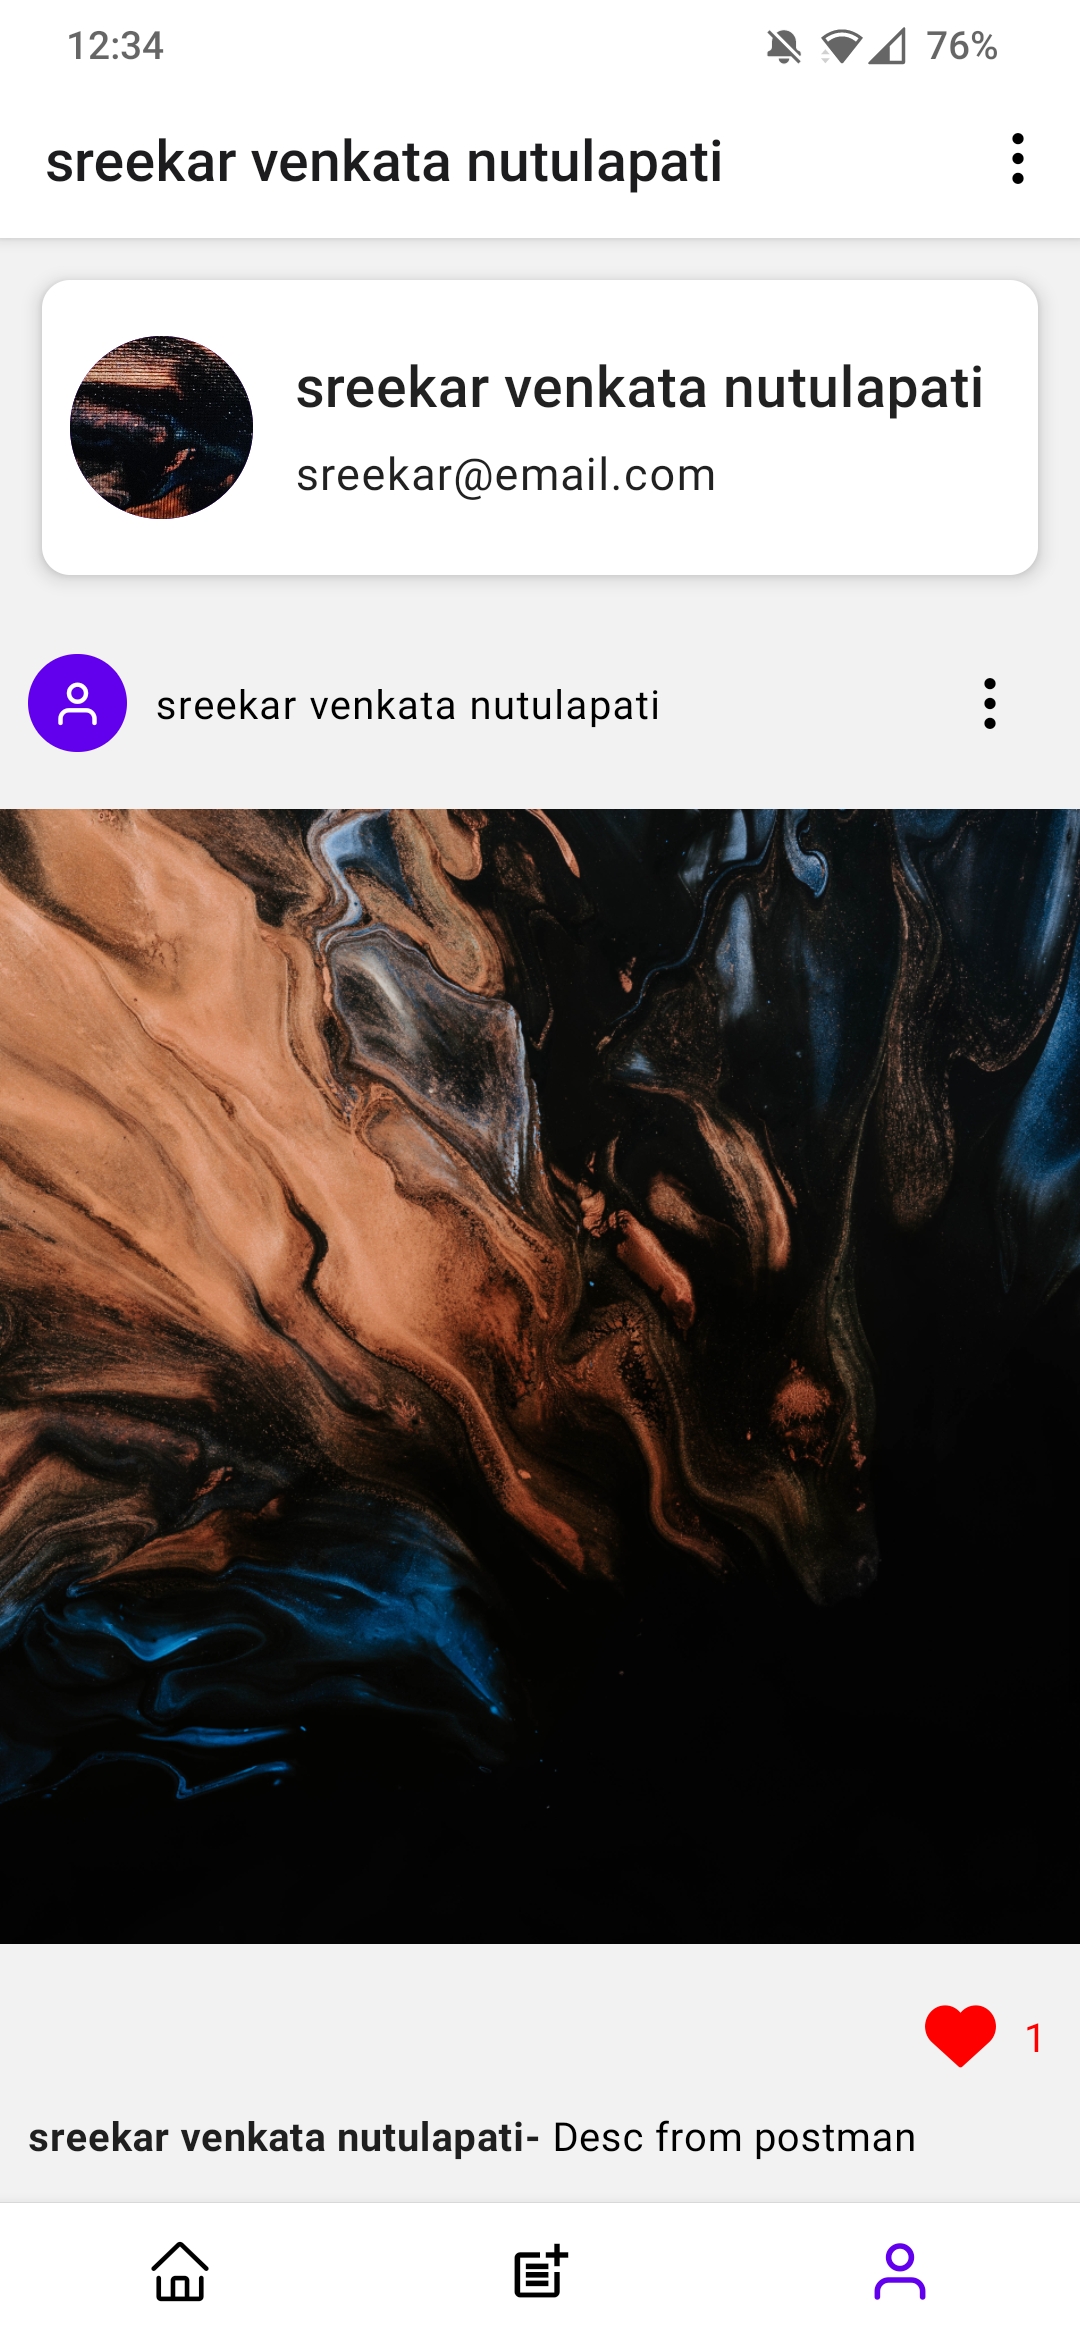 12:34
76%
sreekar venkata nutulapati
sreekar venkata nutulapati
sreekar@email.com
sreekar venkata nutulapati
1
sreekar venkata nutulapati- Desc from postman